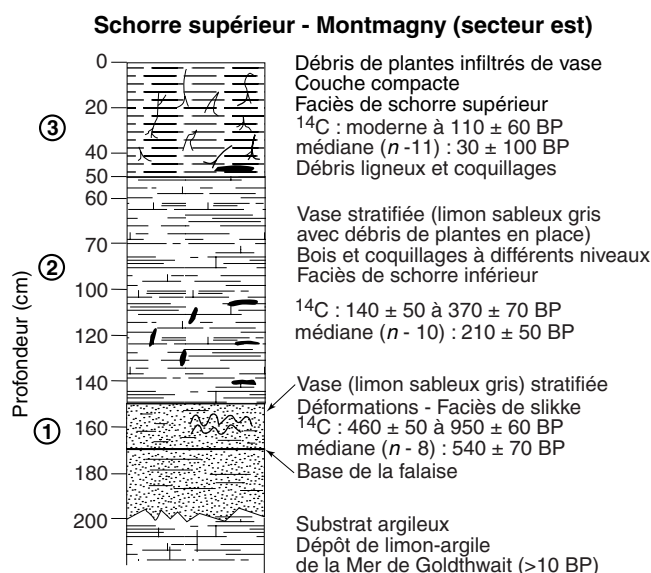 Schorre supérieur - Montmagny (secteur est)
Profondeur (cm)
0
20
40
50
60
70
100
120
140
160
180
200
3
2
1
Débris de plantes infiltrés de vase
Couche compacte
Faciès de schorre supérieur
14C : moderne à 110 ± 60 BP
médiane (n -11) : 30 ± 100 BP
Débris ligneux et coquillages
Vase stratifiée (limon sableux gris
avec débris de plantes en place)
Bois et coquillages à différents niveaux
Faciès de schorre inférieur
14C : 140 ± 50 à 370 ± 70 BP
médiane (n - 10) : 210 ± 50 BP
Vase (limon sableux gris) stratifiée
Déformations - Faciès de slikke
14C : 460 ± 50 à 950 ± 60 BP
médiane (n - 8) : 540 ± 70 BP
Base de la falaise
Substrat argileux
Dépôt de limon-argile
de la Mer de Goldthwait (>10 BP)